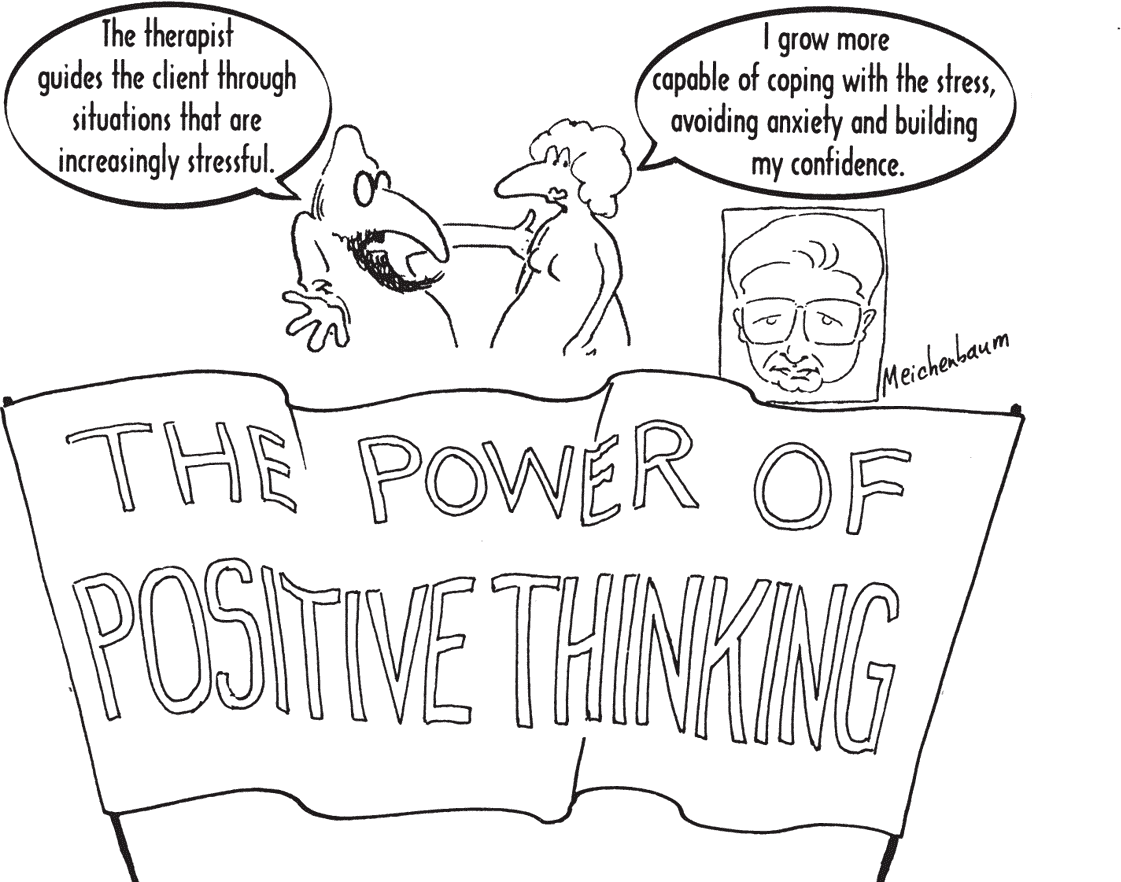 The therapist
guides the client through
situations that are
increasingly stressful.
I grow more
capable of coping with the stress,
avoiding anxiety and building
my confidence.
Meichenbaum
THE POWER OF
POSITIVE THINKING